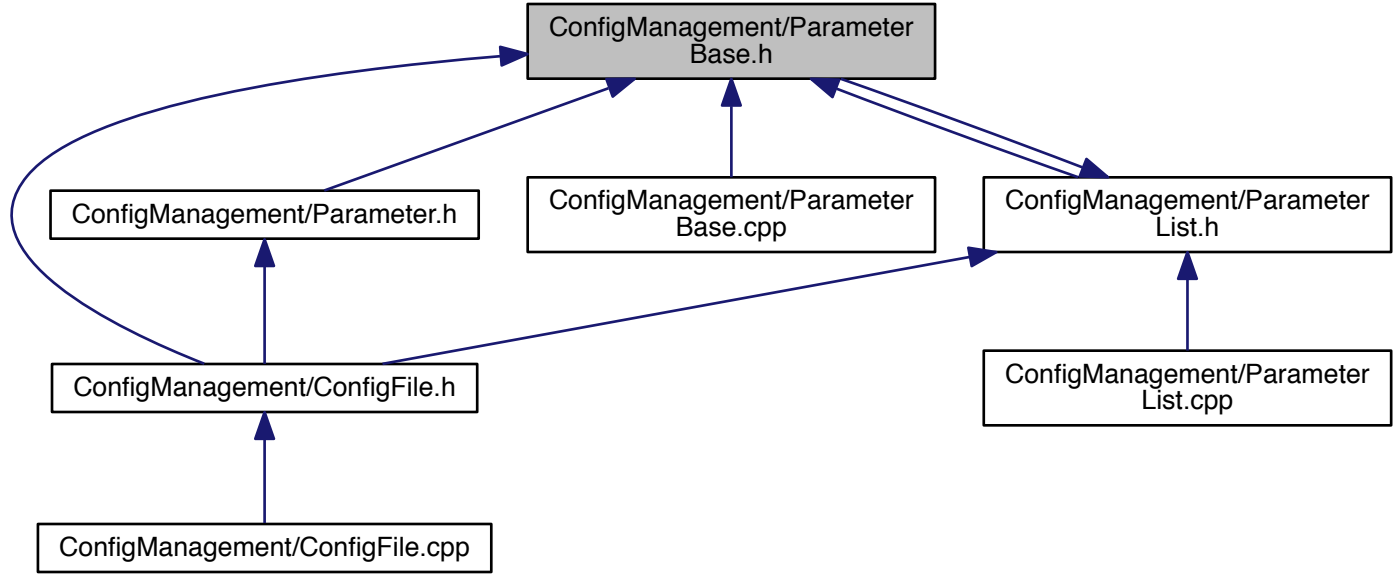 ConfigManagement/Parameter
Base.h
ConfigManagement/Parameter.h
ConfigManagement/Parameter
Base.cpp
ConfigManagement/Parameter
List.h
ConfigManagement/ConfigFile.h
ConfigManagement/Parameter
List.cpp
ConfigManagement/ConfigFile.cpp